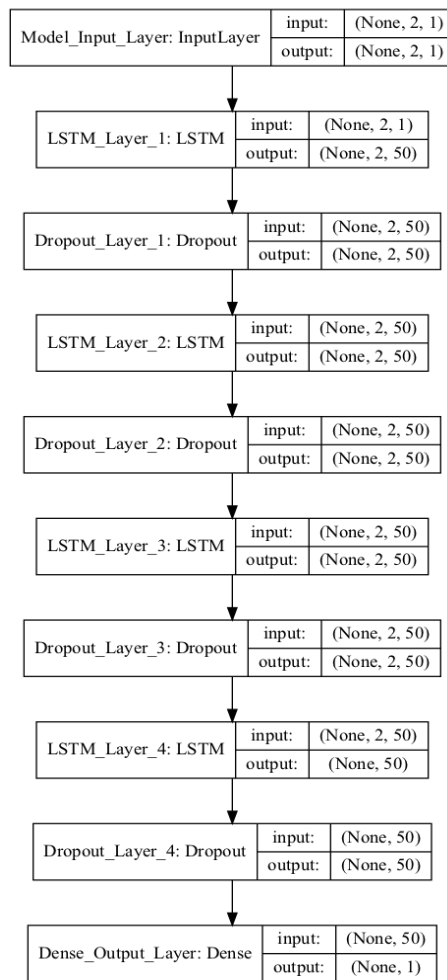 Model_Input_Layer: InputLayer
input: (None, 2, 1)
output: (None, 2, 1)
LSTM_Layer_1: LSTM
input: (None, 2, 1)
output: (None, 2, 50)
Dropout_Layer_1: Dropout
input: (None, 2, 50)
output: (None, 2, 50)
LSTM_Layer_2: LSTM
input: (None, 2, 50)
output: (None, 2, 50)
Dropout_Layer_2: Dropout
input: (None, 2, 50)
output: (None, 2, 50)
LSTM_Layer_3: LSTM
input: (None, 2, 50)
output: (None, 2, 50)
Dropout_Layer_3: Dropout
input: (None, 2, 50)
output: (None, 2, 50)
LSTM_Layer_4: LSTM
input: (None, 2, 50)
output: (None, 50)
Dropout_Layer_4: Dropout
input: (None, 50)
output: (None, 50)
Dense_Output_Layer: Dense
input: (None, 50)
output: (None, 1)